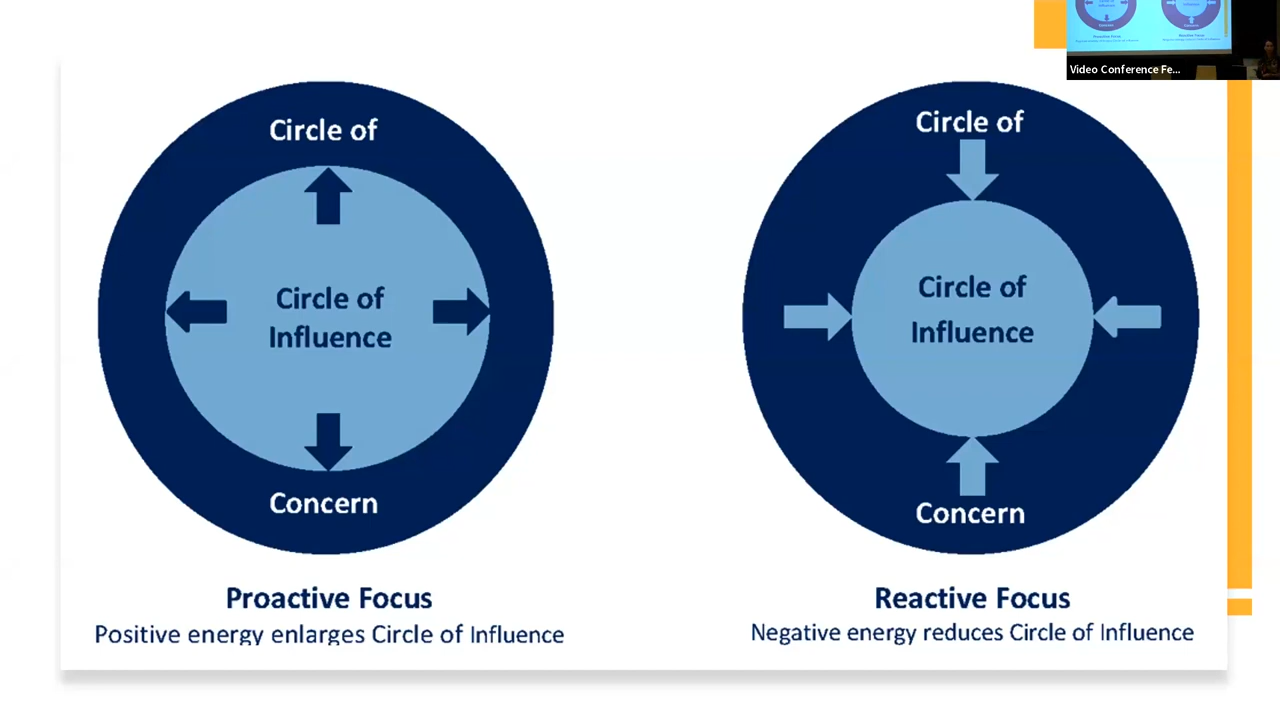 Circle of
Circle of
Influence
Concern
Proactive Focus
Positive energy enlarges Circle of Influence
Circle of
Circle of
Influence
Concern
Reactive Focus
Negative energy reduces Circle of Influence
Video Conference Fe...